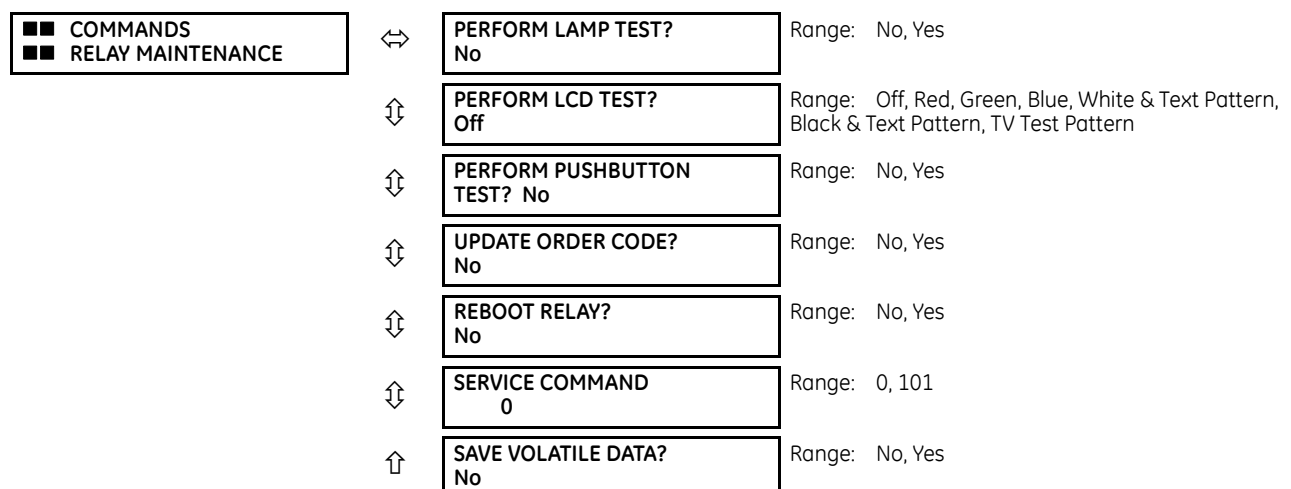 ■■ COMMANDS
■■ RELAY MAINTENANCE
⇔
PERFORM LAMP TEST?
No
Range: No, Yes
⇕
PERFORM LCD TEST?
Off
Range: Off, Red, Green, Blue, White & Text Pattern,
Black & Text Pattern, TV Test Pattern
⇕
PERFORM PUSHBUTTON
TEST? No
Range: No, Yes
⇕
UPDATE ORDER CODE?
No
Range: No, Yes
⇕
REBOOT RELAY?
No
Range: No, Yes
⇕
SERVICE COMMAND
0
Range: 0, 101
⇑
SAVE VOLATILE DATA?
No
Range: No, Yes